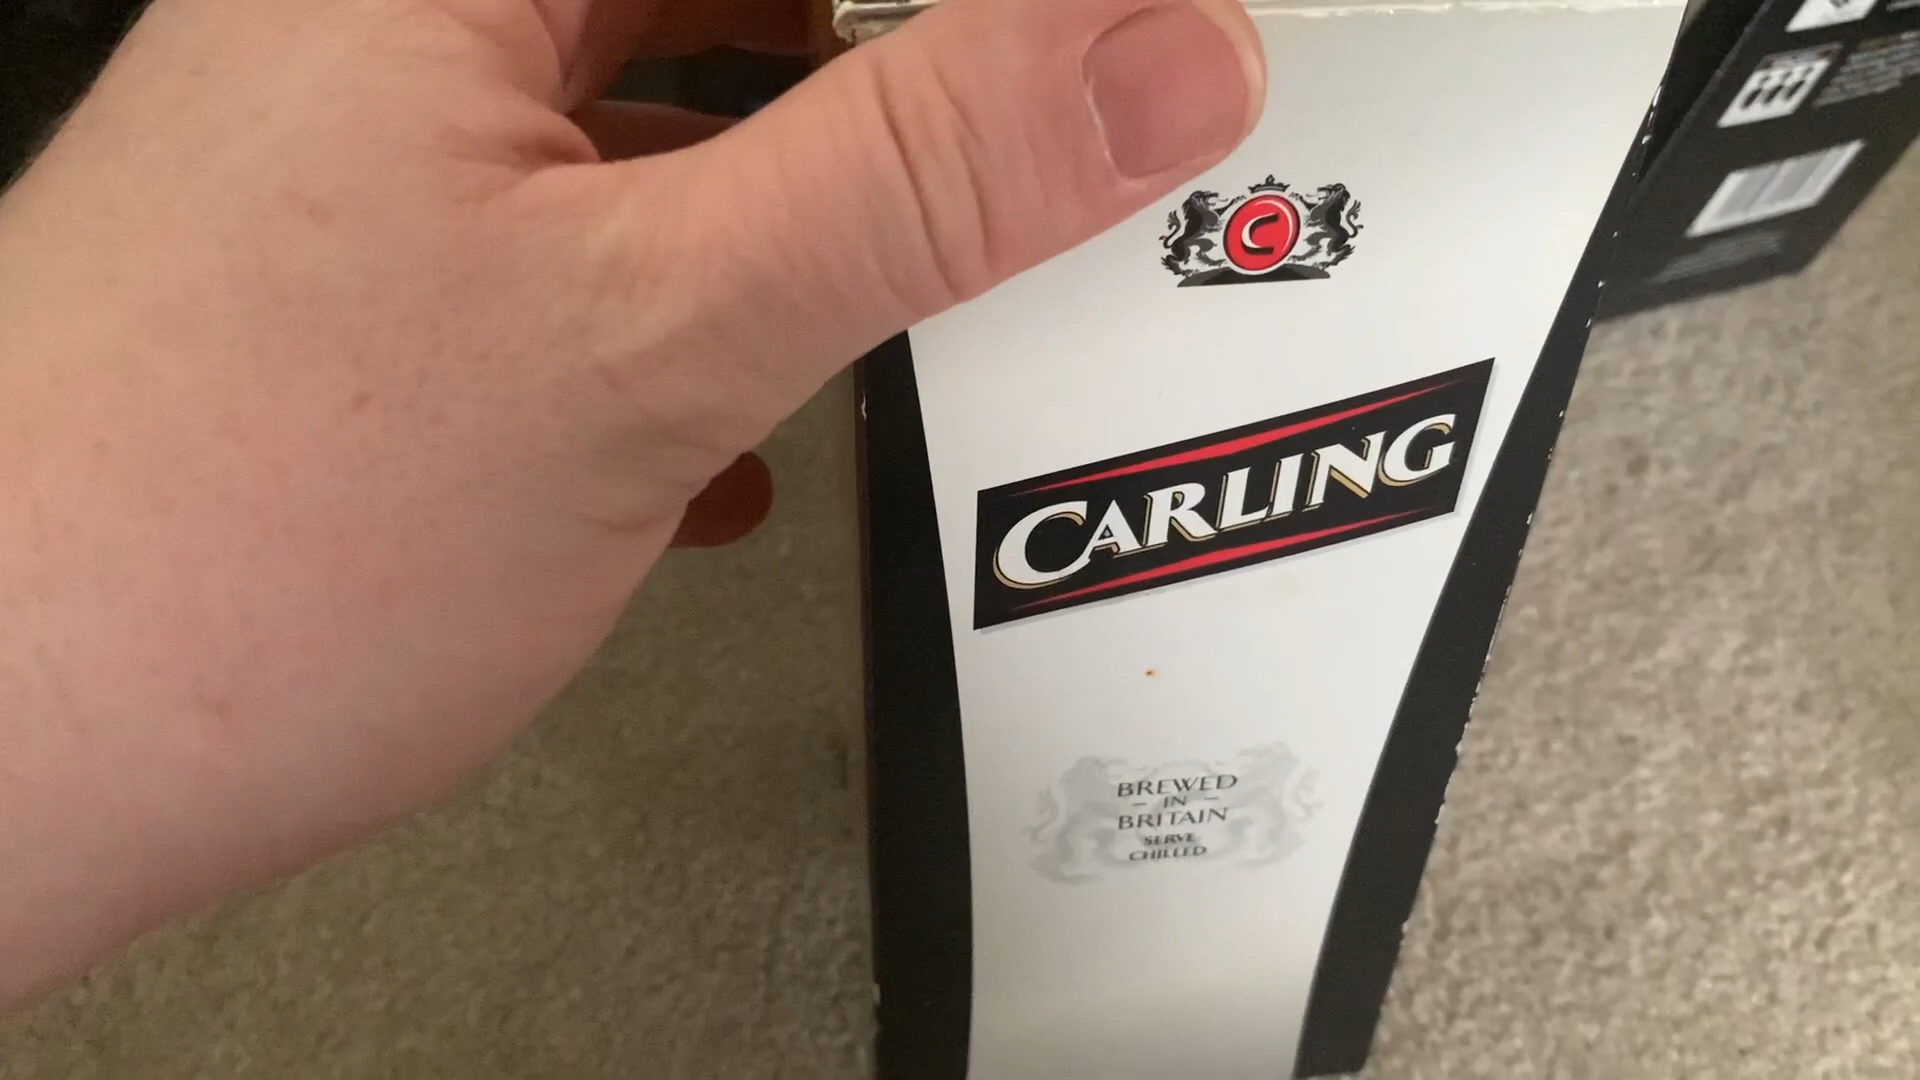 C
CARLING
BREWED
– IN –
BRITAIN
SERVE
CHILLED